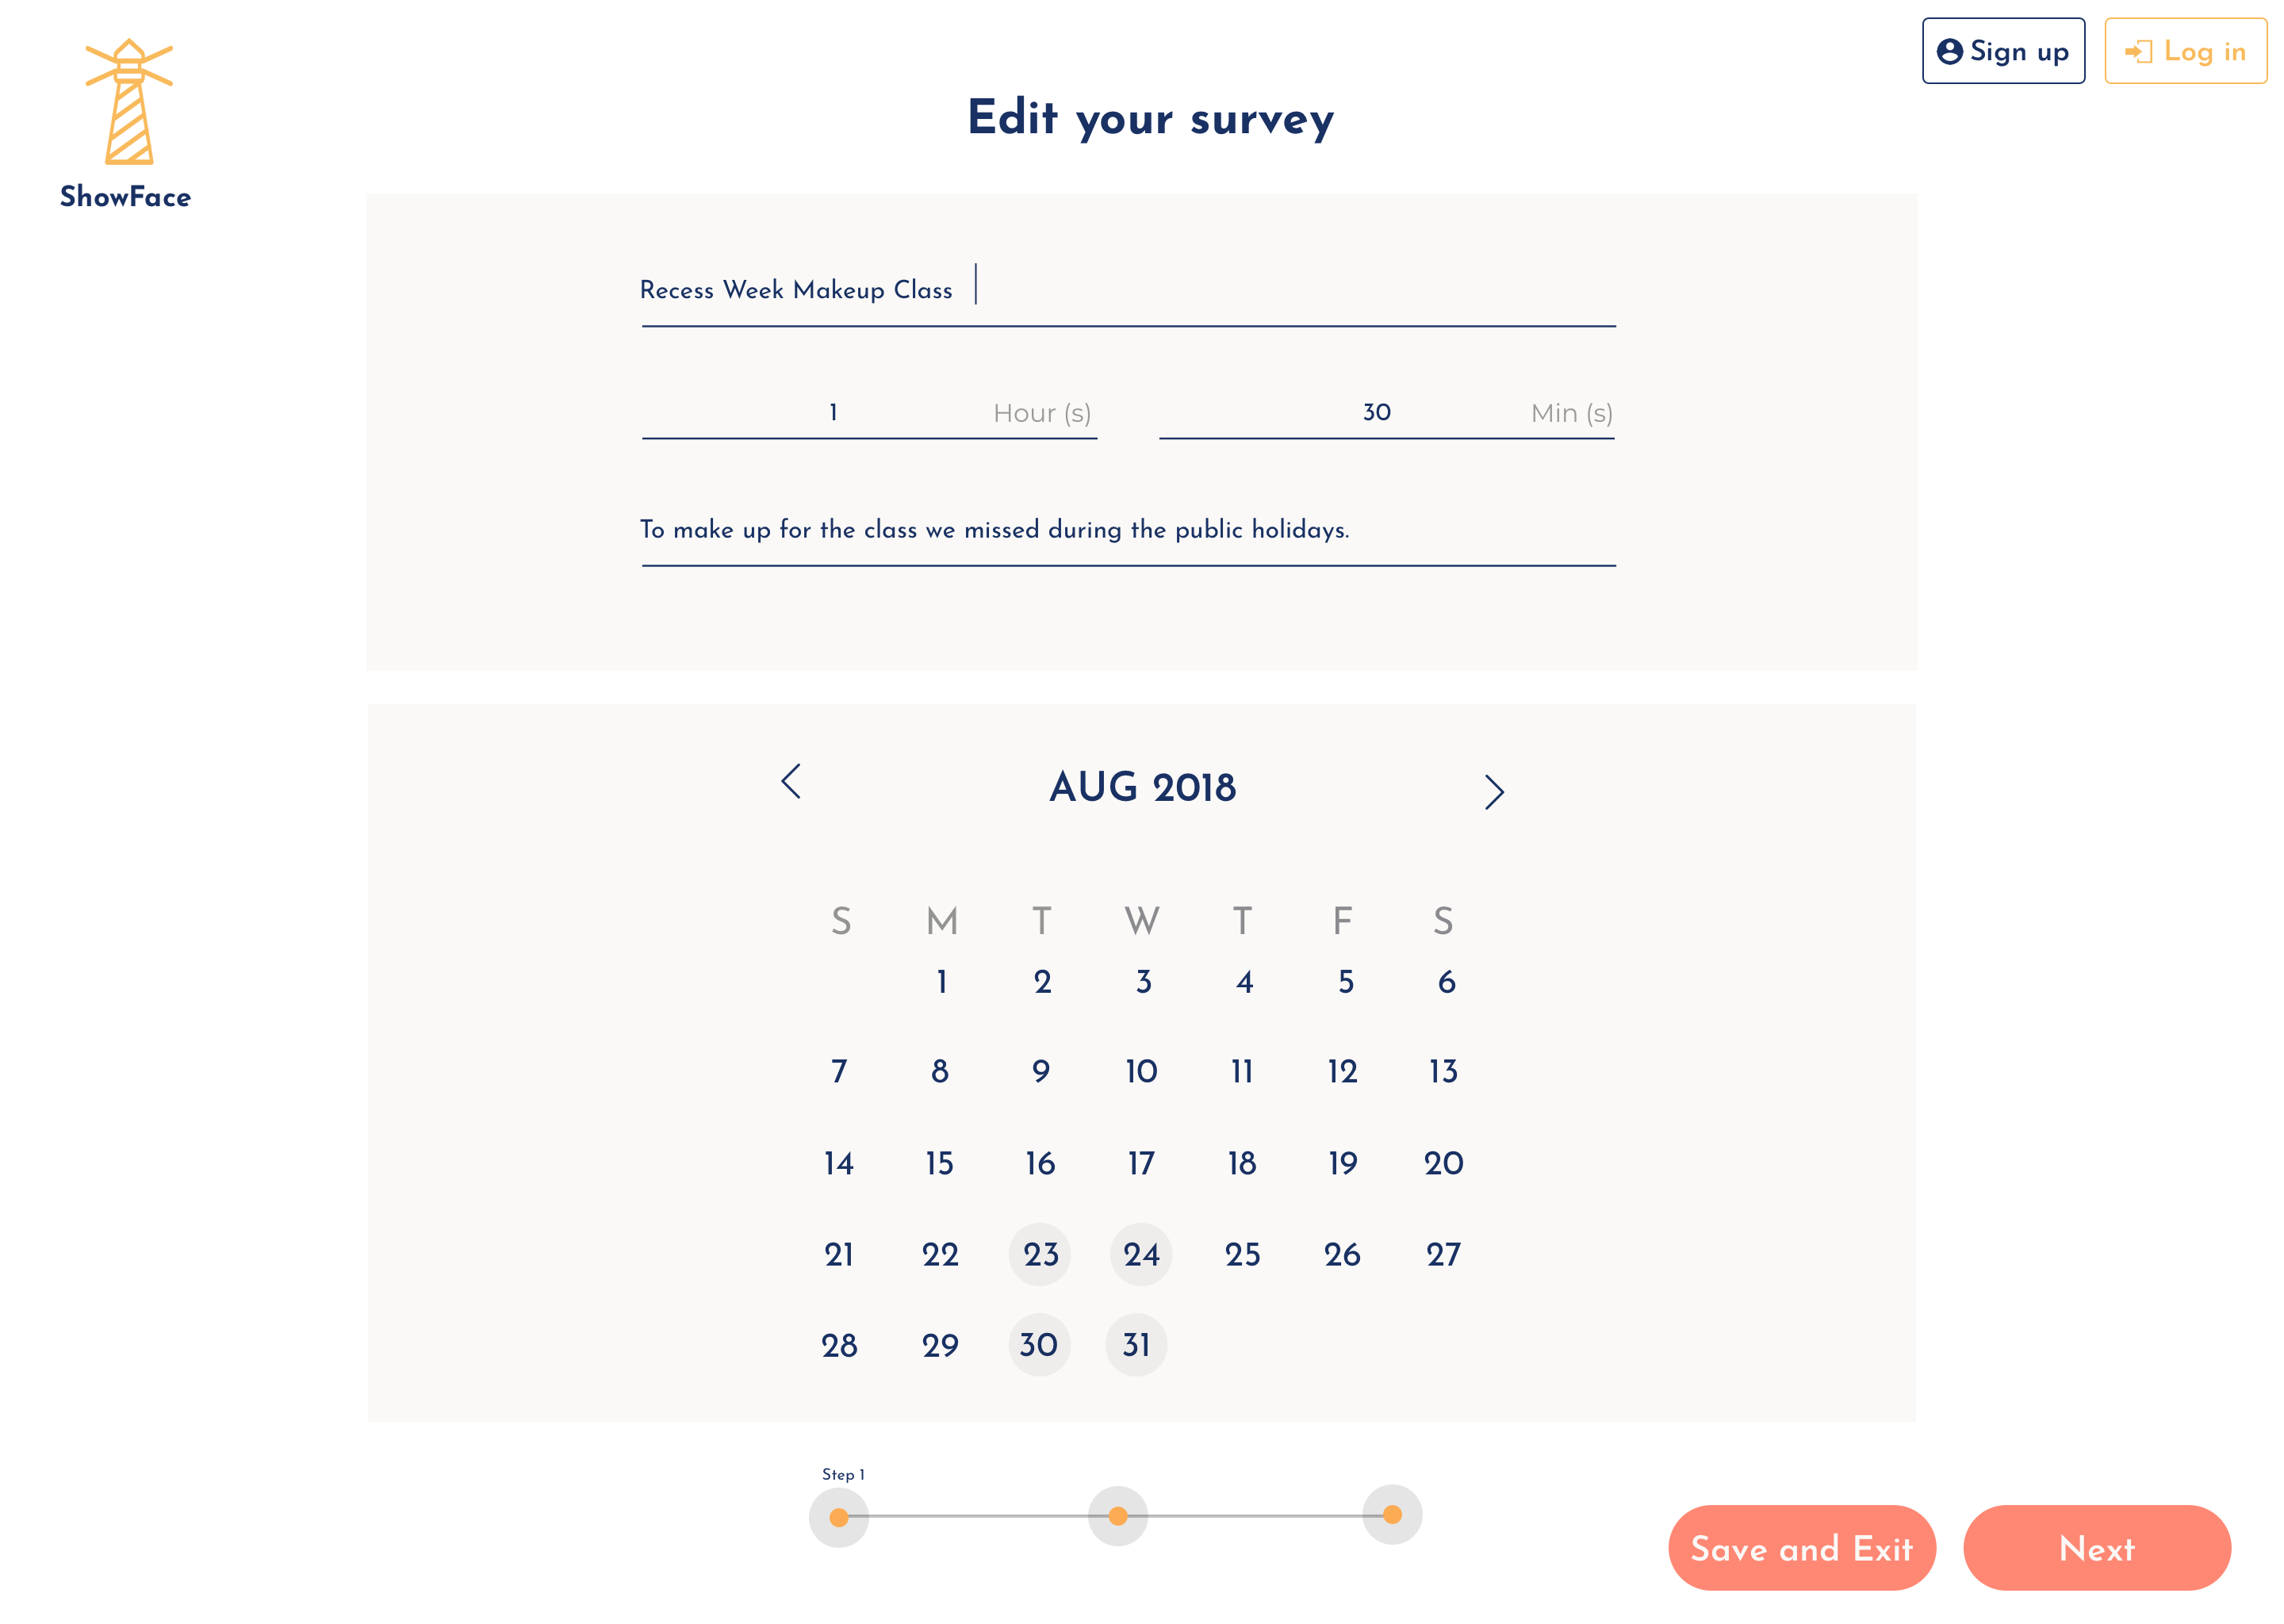 Sign up
Log in
Edit your survey
ShowFace
Recess Week Makeup Class
1 Hour (s) 30 Min (s)
To make up for the class we missed during the public holidays.
AUG 2018
S M T W T F S
1 2 3 4 5 6
7 8 9 10 11 12 13
14 15 16 17 18 19 20
21 22 23 24 25 26 27
28 29 30 31
Step 1
Save and Exit
Next